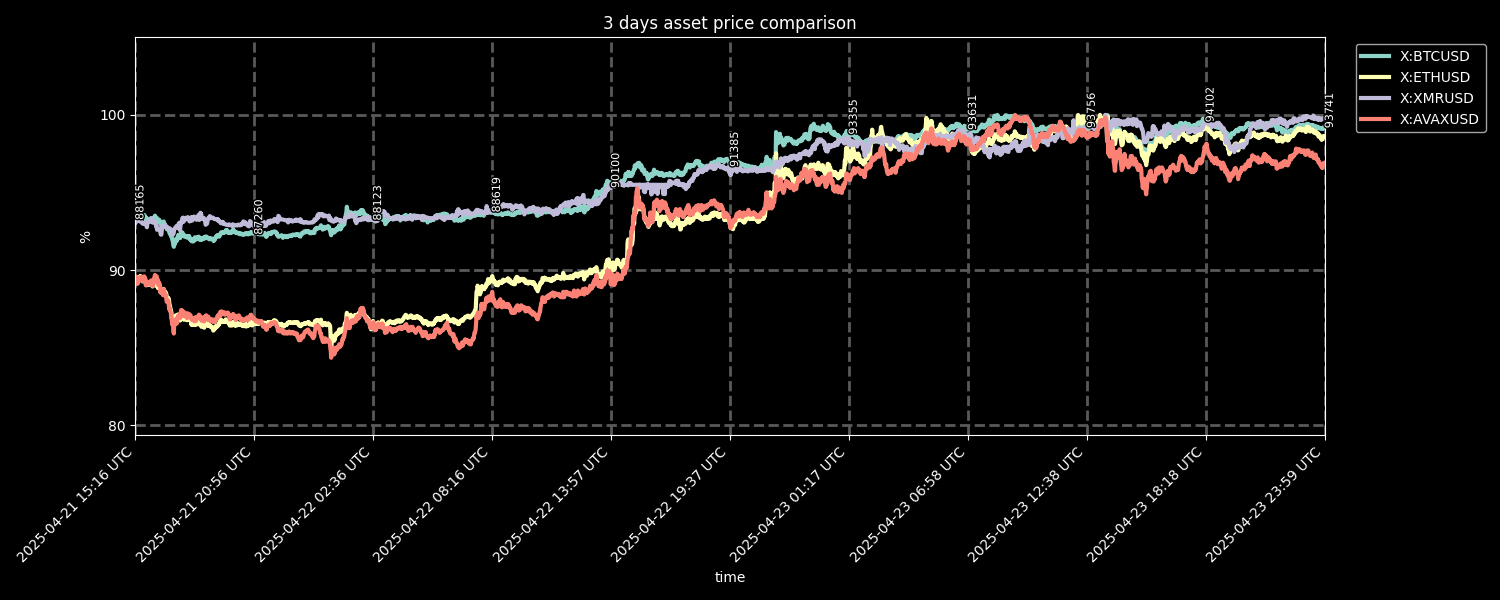 3 days asset price comparison
X:BTCUSD
X:ETHUSD
X:XMRUSD
X:AVAXUSD
100
90
80
%
88165
87260
88123
88619
90100
91385
93355
93631
93756
94102
93741
2025-04-21 15:16 UTC
2025-04-21 20:56 UTC
2025-04-22 02:36 UTC
2025-04-22 08:16 UTC
2025-04-22 13:57 UTC
2025-04-22 19:37 UTC
2025-04-23 01:17 UTC
2025-04-23 06:58 UTC
2025-04-23 12:38 UTC
2025-04-23 18:18 UTC
2025-04-23 23:59 UTC
time